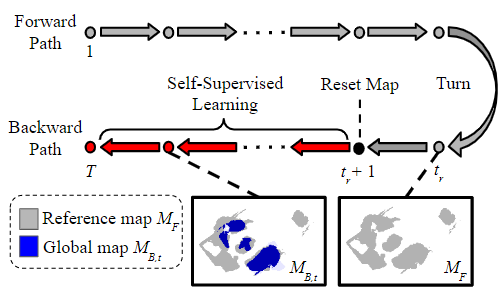 Forward
Path
1
Turn
Self-Supervised
Learning
Reset Map
Backward
Path
T
t_r + 1
t_r
Reference map M_F
Global map M_{B,t}
M_{B,t}
M_F